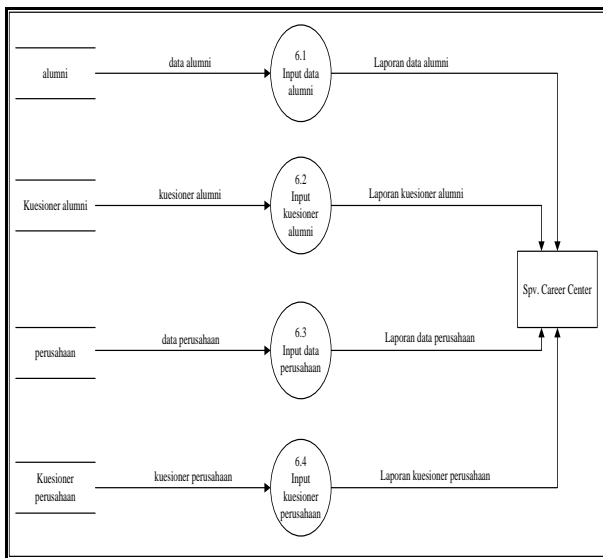 alumni
data alumni
6.1
Input data
alumni
Laporan data alumni
Kuesioner alumni
kuesioner alumni
6.2
Input
kuesioner
alumni
Laporan kuesioner alumni
Spv. Career Center
perusahaan
data perusahaan
6.3
Input data
perusahaan
Laporan data perusahaan
Kuesioner
perusahaan
kuesioner perusahaan
6.4
Input
kuesioner
perusahaan
Laporan kuesioner perusahaan